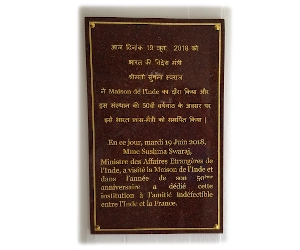 आज दिनांक 19 जून, 2018 को
भारत की विदेश मंत्री
श्रीमती सुषमा स्वराज
ने Maison de l'Inde का दौरा किया और
इस संस्थान की 50वीं वर्षगांठ के अवसर पर
इसे भारत फ्रांस-मैत्री को समर्पित किया |
En ce jour, mardi 19 Juin 2018,
Mme Sushma Swaraj,
Ministre des Affaires Etrangères de
l'Inde, a visité la Maison de l'Inde et
dans l'année de son 50ème
anniversaire a dédié cette
institution à l'amitié indéfectible
entre l'Inde et la France.